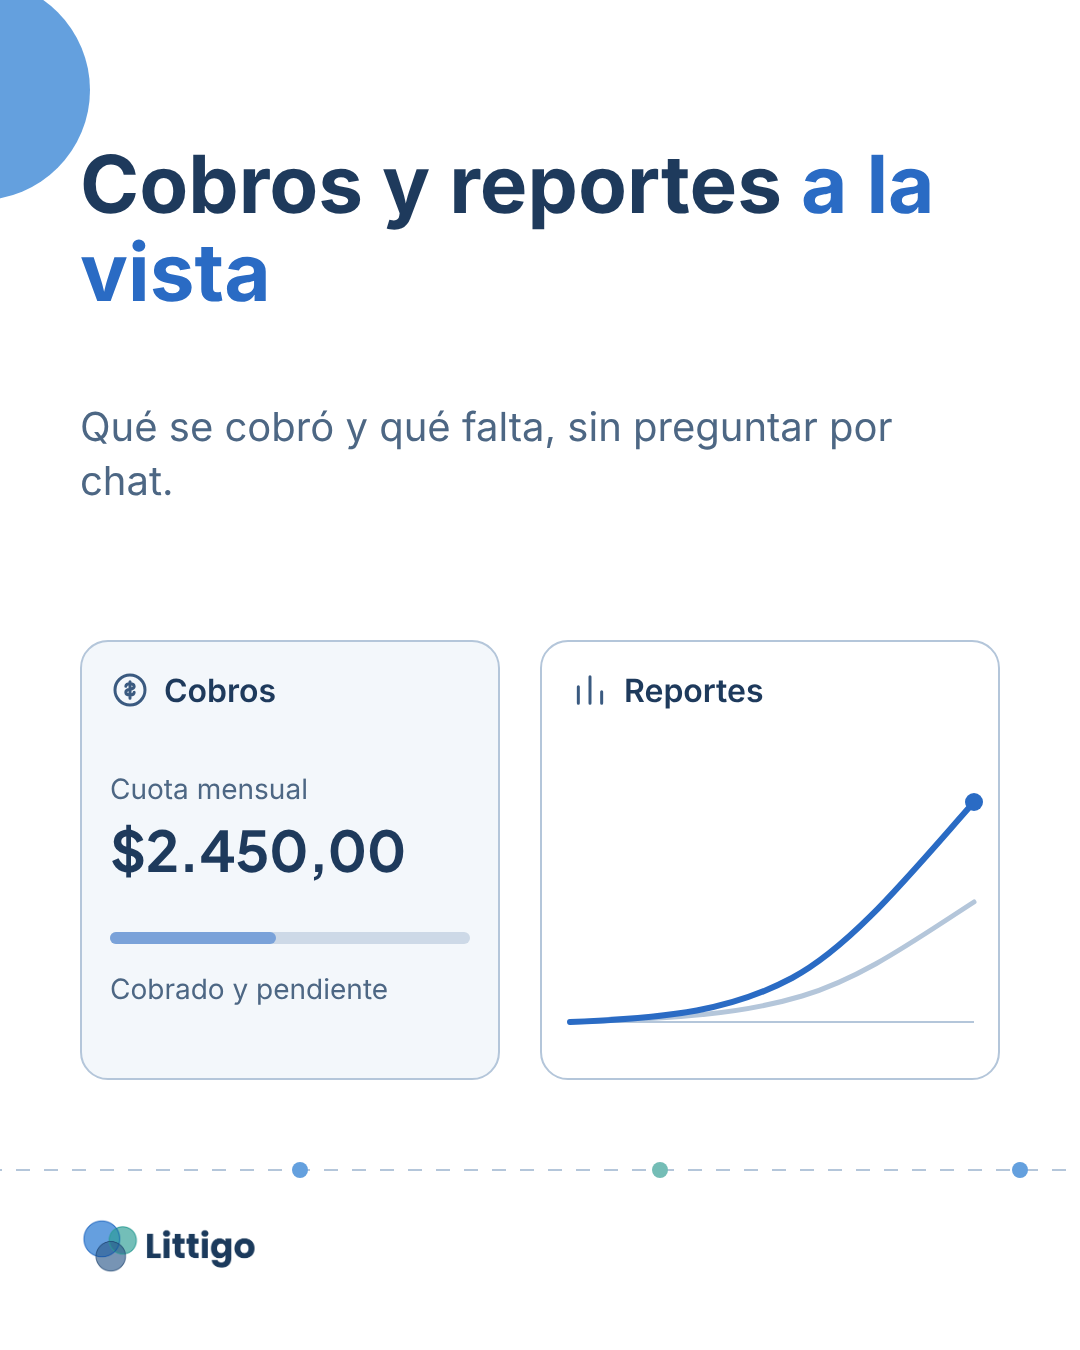 Cobros y reportes a la
vista
Qué se cobró y qué falta, sin preguntar por
chat.
Cobros
Cuota mensual
$2.450,00
Cobrado y pendiente
Reportes
Littigo